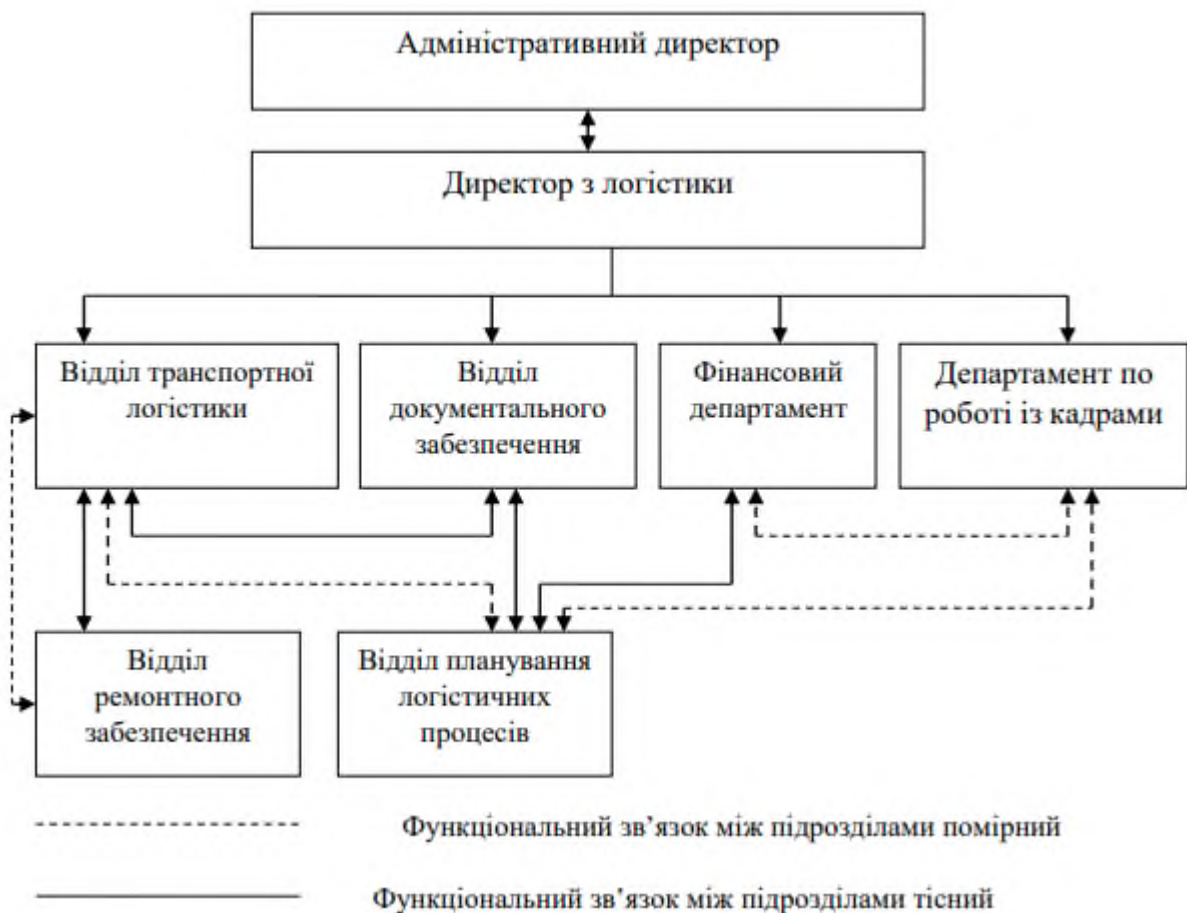 Адміністративний директор
Директор з логістики
Відділ транспортної
логістики
Відділ
документального
забезпечення
Фінансовий
департамент
Департамент по
роботі із кадрами
Відділ
ремонтного
забезпечення
Відділ планування
логістичних
процесів
Функціональний зв’язок між підрозділами помірний
Функціональний зв’язок між підрозділами тісний